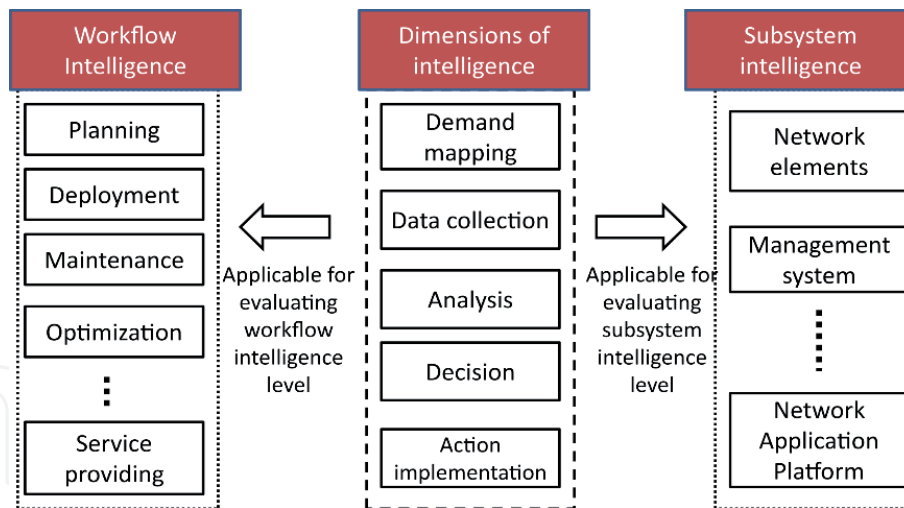 Workflow
Intelligence
Planning
Deployment
Maintenance
Optimization
Service
providing
Applicable for
evaluating
workflow
intelligence
level
Dimensions of
intelligence
Demand
mapping
Data collection
Analysis
Decision
Action
implementation
Applicable for
evaluating
subsystem
intelligence
level
Subsystem
intelligence
Network
elements
Management
system
Network
Application
Platform